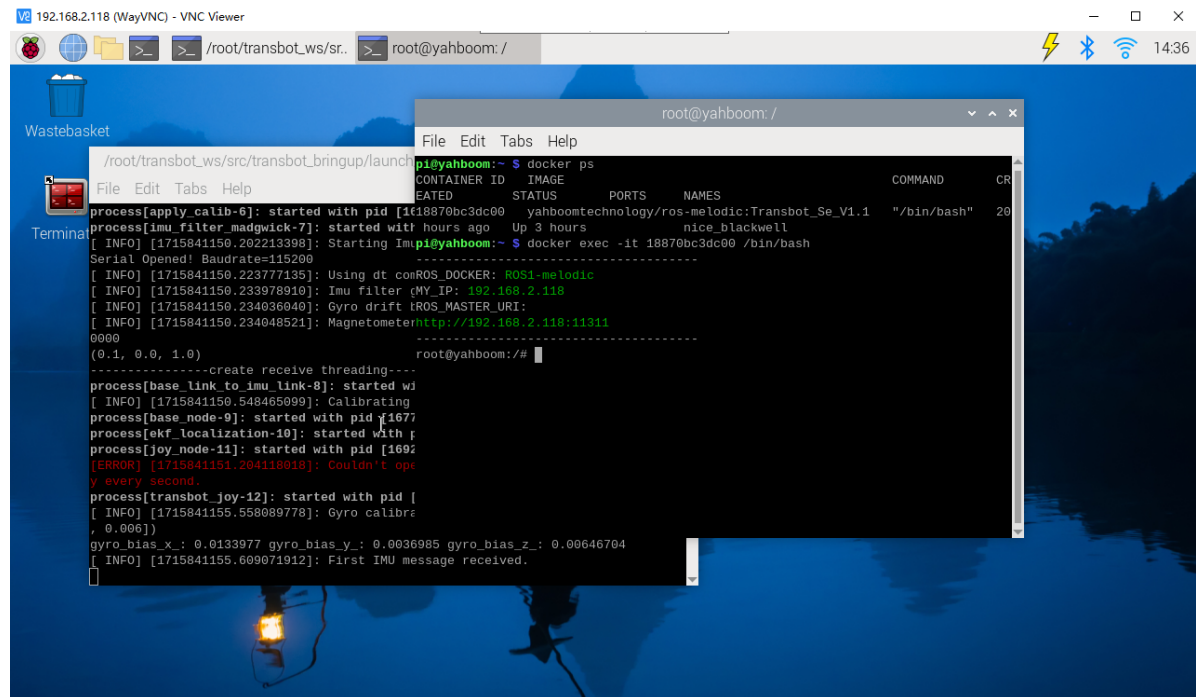 192.168.2.118 (WayVNC) - VNC Viewer
/root/transbot_ws/sr.. root@yahboom: / 14:36
Wastebasket
Terminat
/root/transbot_ws/src/transbot_bringup/launch
File Edit Tabs Help
process[apply_calib-6]: started with pid [16
process[imu_filter_madgwick-7]: started with
[ INFO] [1715841150.202213398]: Starting Imu
Serial Opened! Baudrate=115200
[ INFO] [1715841150.223777135]: Using dt com
[ INFO] [1715841150.233978910]: Imu filter g
[ INFO] [1715841150.234036040]: Gyro drift b
[ INFO] [1715841150.234048521]: Magnetometer
0000
(0.1, 0.0, 1.0)
----------------create receive threading----
process[base_link_to_imu_link-8]: started wi
[ INFO] [1715841150.548465099]: Calibrating
process[base_node-9]: started with pid [1677
process[ekf_localization-10]: started with p
process[joy_node-11]: started with pid [1692
[ERROR] [1715841151.204118018]: Couldn't ope
y every second.
process[transbot_joy-12]: started with pid [
[ INFO] [1715841155.558089778]: Gyro calibra
, 0.006])
gyro_bias_x_: 0.0133977 gyro_bias_y_: 0.0036985 gyro_bias_z_: 0.00646704
[ INFO] [1715841155.609071912]: First IMU message received.
root@yahboom: /
File Edit Tabs Help
pi@yahboom:~ $ docker ps
CONTAINER ID IMAGE COMMAND CR
EATED STATUS PORTS NAMES
18870bc3dc00 yahboomtechnology/ros-melodic:Transbot_Se_V1.1 "/bin/bash" 20
hours ago Up 3 hours nice_blackwell
pi@yahboom:~ $ docker exec -it 18870bc3dc00 /bin/bash
-------------------------------------
ROS_DOCKER: ROS1-melodic
MY_IP: 192.168.2.118
ROS_MASTER_URI:
http://192.168.2.118:11311
-------------------------------------
root@yahboom:/#